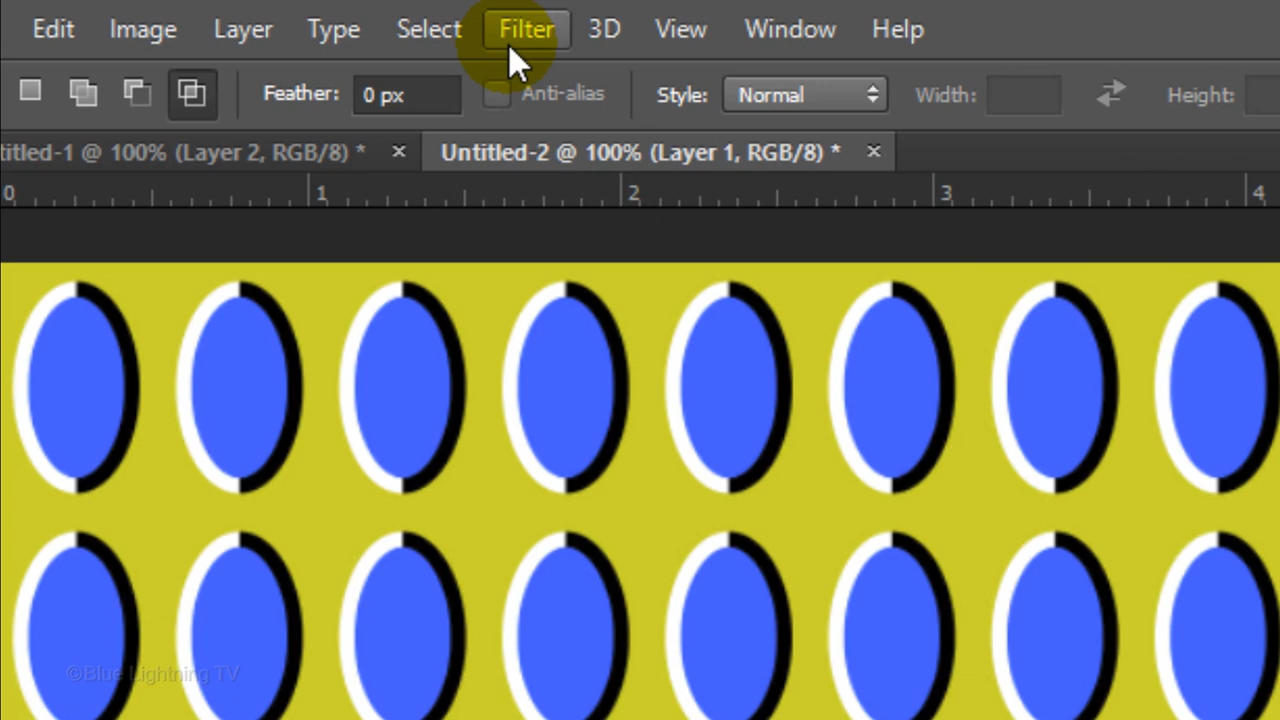 Edit Image Layer Type Select Filter 3D View Window Help
Feather: 0 px Anti-alias Style: Normal Width: Height:
titled-1 @ 100% (Layer 2, RGB/8) * × Untitled-2 @ 100% (Layer 1, RGB/8) * ×
0 1 2 3 4
©Blue Lightning TV